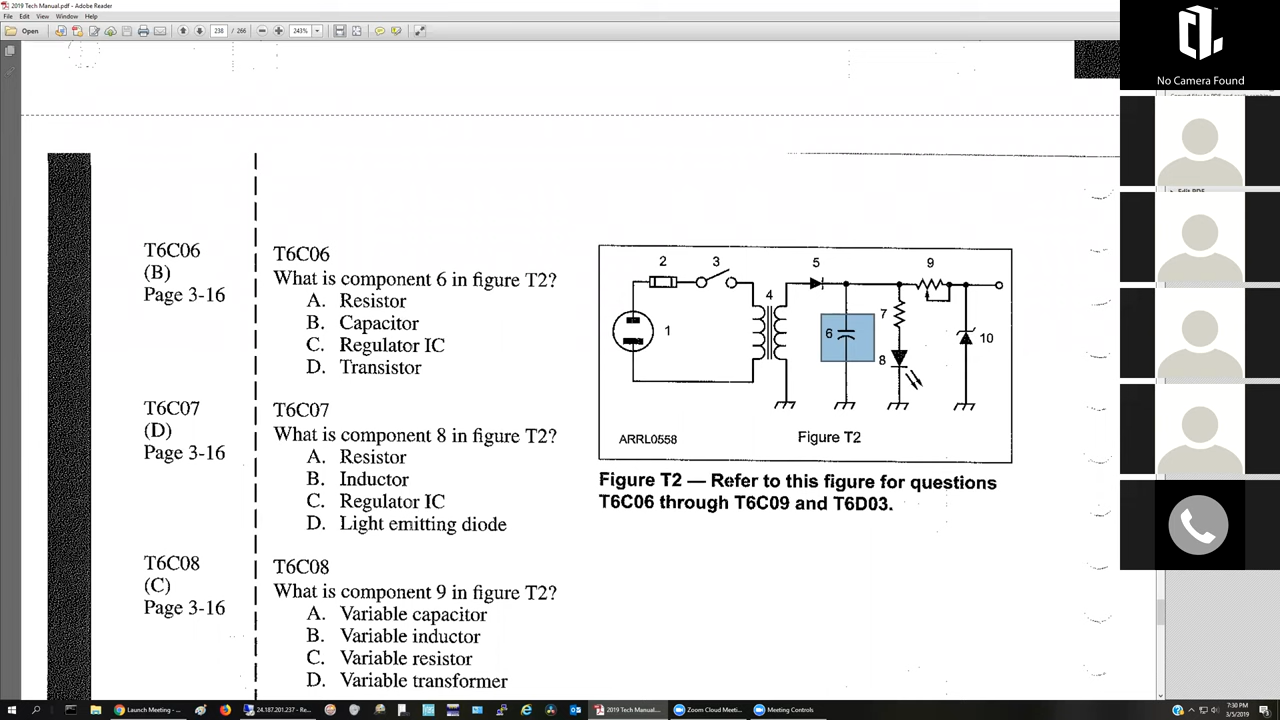 2019 Tech Manual.pdf - Adobe Reader
File Edit View Window Help
Open 238 / 266 243%
No Camera Found
T6C06
(B)
Page 3-16
T6C06
What is component 6 in figure T2?
A. Resistor
B. Capacitor
C. Regulator IC
D. Transistor
T6C07
(D)
Page 3-16
T6C07
What is component 8 in figure T2?
A. Resistor
B. Inductor
C. Regulator IC
D. Light emitting diode
T6C08
(C)
Page 3-16
T6C08
What is component 9 in figure T2?
A. Variable capacitor
B. Variable inductor
C. Variable resistor
D. Variable transformer
1
2
3
4
5
6
7
8
9
10
ARRL0558
Figure T2
Figure T2 — Refer to this figure for questions
T6C06 through T6C09 and T6D03.
Launch Meeting - ...
24.187.201.237 - Re...
2019 Tech Manual....
Zoom Cloud Meeti...
Meeting Controls
7:30 PM
3/5/2019